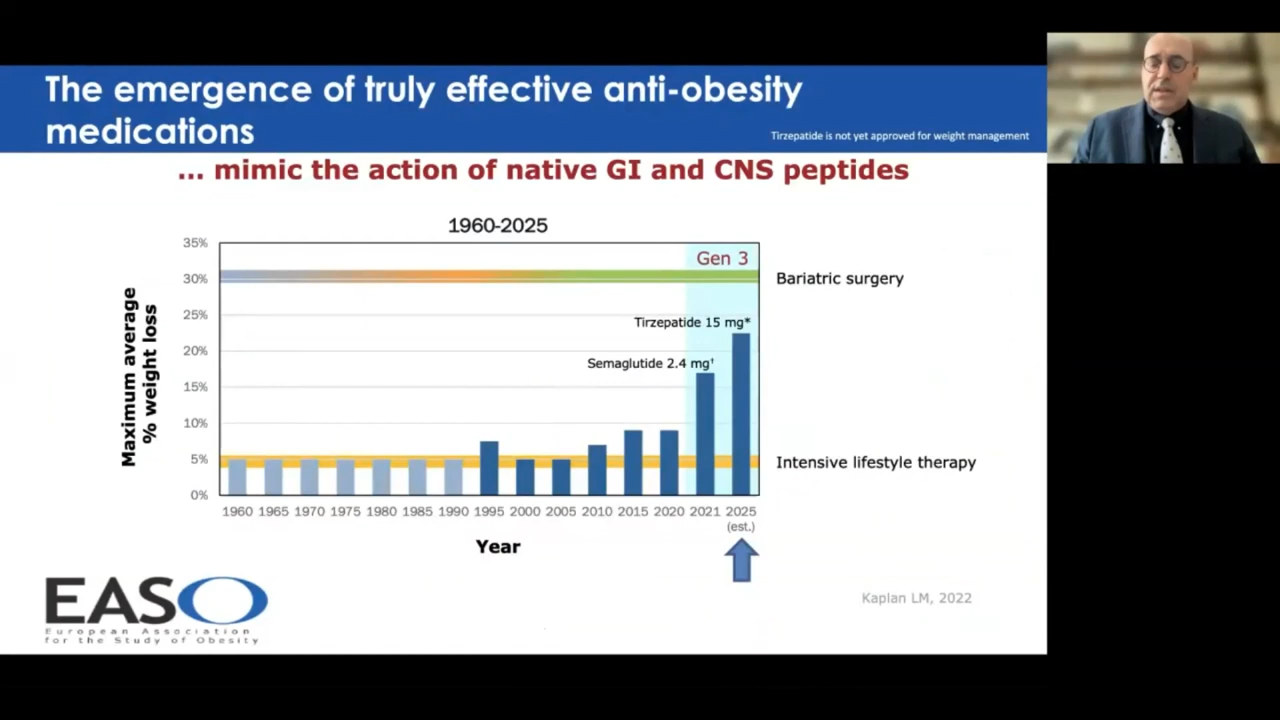 The emergence of truly effective anti-obesity
medications
Tirzepatide is not yet approved for weight management
... mimic the action of native GI and CNS peptides
1960-2025
Maximum average
% weight loss
35%
30%
25%
20%
15%
10%
5%
0%
Gen 3
Tirzepatide 15 mg*
Semaglutide 2.4 mg†
Bariatric surgery
Intensive lifestyle therapy
1960 1965 1970 1975 1980 1985 1990 1995 2000 2005 2010 2015 2020 2021 2025
(est.)
Year
EASO
European Association
for the Study of Obesity
Kaplan LM, 2022